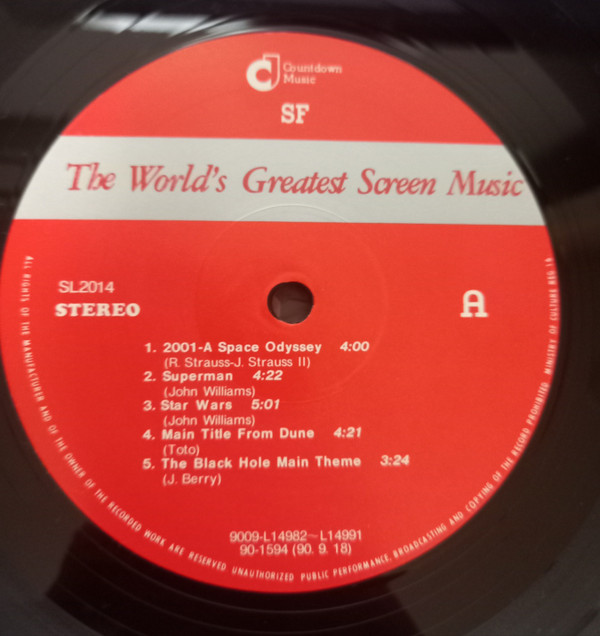 Countdown
Music
SF
The World's Greatest Screen Music
SL2014
STEREO
A
1. 2001-A Space Odyssey 4:00
(R. Strauss-J. Strauss II)
2. Superman 4:22
(John Williams)
3. Star Wars 5:01
(John Williams)
4. Main Title From Dune 4:21
(Toto)
5. The Black Hole Main Theme 3:24
(J. Berry)
9009-L14982~L14991
90-1594 (90. 9. 18)
ALL RIGHTS OF THE MANUFACTURER AND OF THE OWNER OF THE RECORDED WORK ARE RESERVED UNAUTHORIZED PUBLIC PERFORMANCE, BROADCASTING AND COPYING OF THE RECORD PROHIBITED MINISTRY OF CULTURE REG